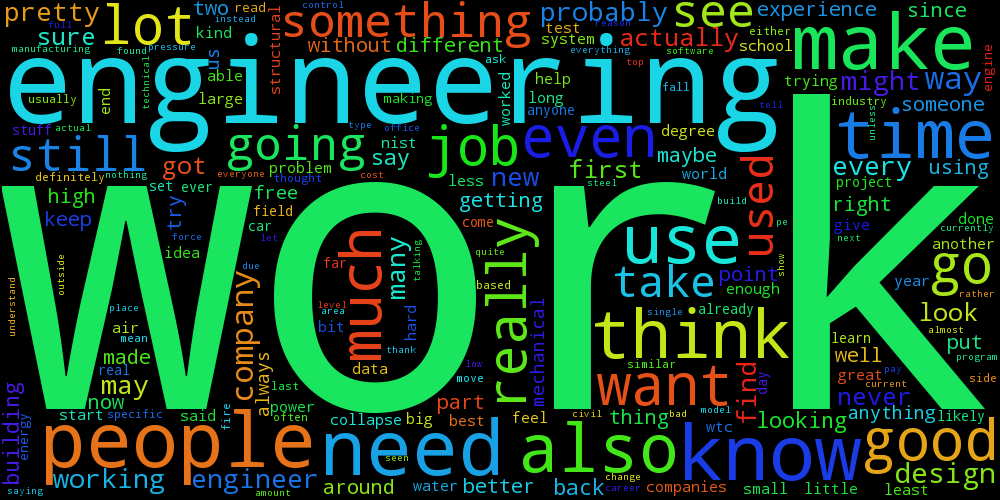 pretty
lot
two
read
something
probably
see
experience
since
control
full
instead
reason
sure
kind
us
structural
without
different
test
system
actually
either
school
make
manufacturing
found
pressure
technical
able
large
engineering
ask
everything
software
top
trying
might
way
engine
usually
end
making
worked
help
long
anyone
fall
tell
industry
someone
stuff
actual
type
office
unless
still
going
nist
say
job
even
degree
time
definitely
nothing
got
problem
everyone
thought
cost
less
new
first
maybe
world
used
every
using
high
set
ever
free
getting
steel
project
keep
try
field
car
build
pe
right
done
work
force
let
idea
come
use
give
next
currently
another
outside
understand
far
much
many
talking
quite
really
based
take
point
show
enough
go
rather
place
mean
air
due
company
level
area
bit
hard
mechanical
single
already
year
look
almost
made
real
thank
data
think
similar
learn
well
put
program
may
always
last
low
move
want
find
day
great
current
pay
side
now
building
start
specific
said
fire
power
often
collapse
big
part
best
feel
civil
thing
bad
model
wtc
looking
never
anything
likely
energy
people
need
seen
also
know
good
working
engineer
around
water
better
back
change
career
companies
small
little
design
least
saying
amount